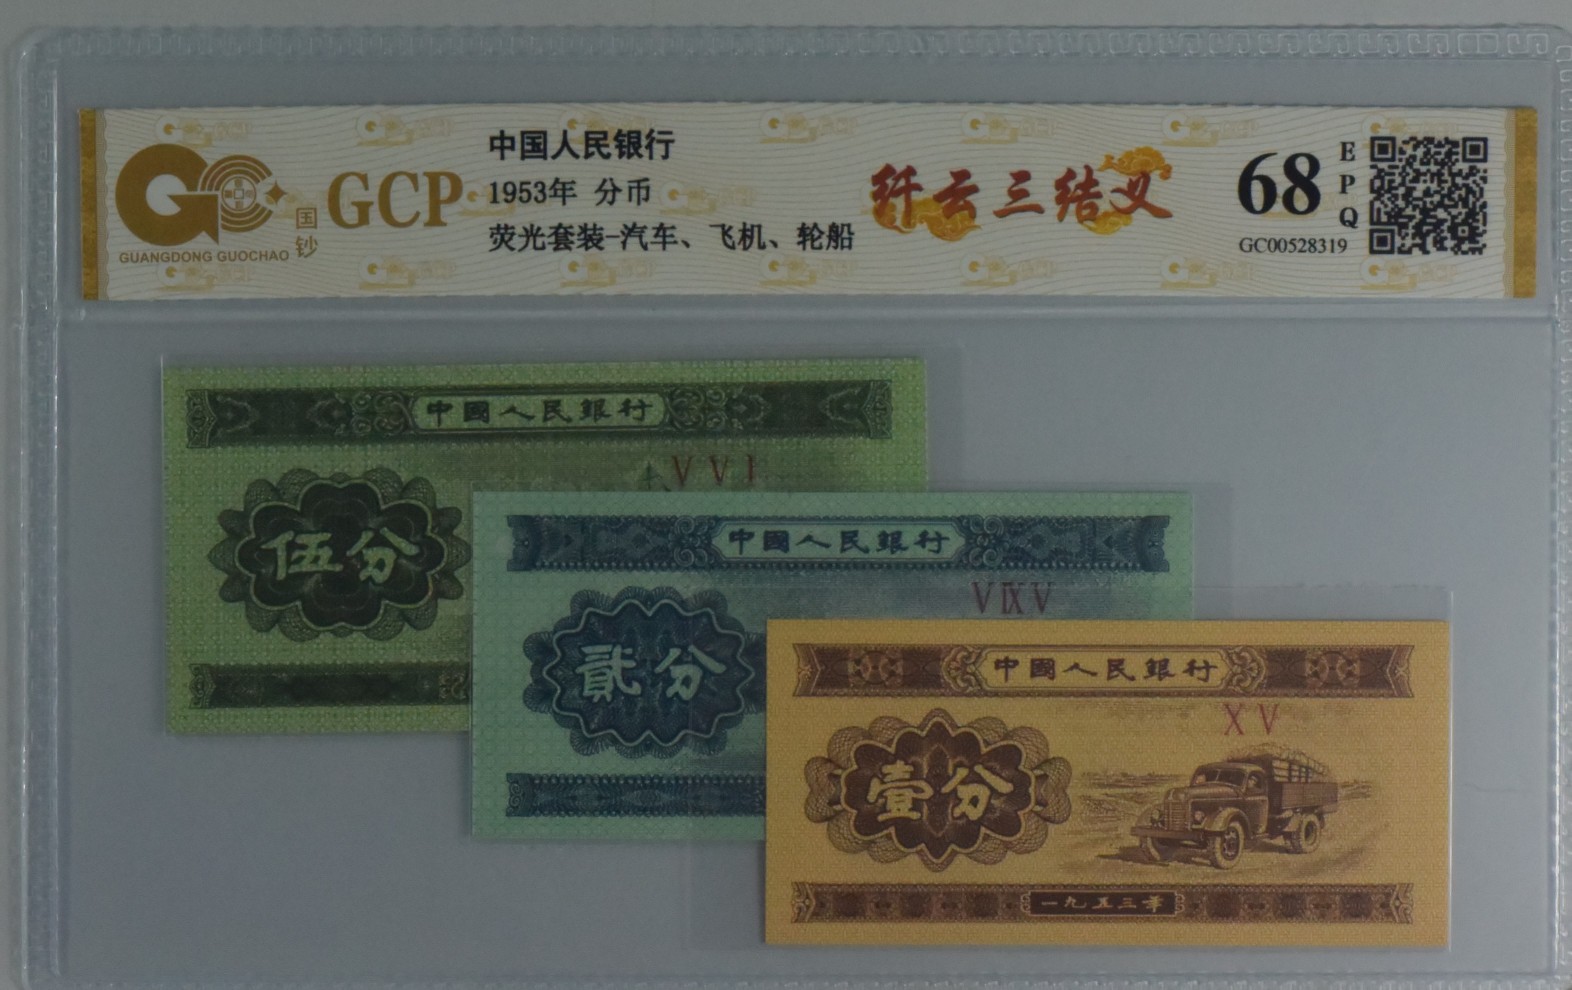 GUANGDONG GUOCHAO
国钞
GCP
中国人民银行
1953年 分币
荧光套装-汽车、飞机、轮船
纤云三结义
68
EPQ
GC00528319
中國人民銀行
V V I
伍分
中國人民銀行
V IX V
貳分
中國人民銀行
X V
壹分
一九五三年